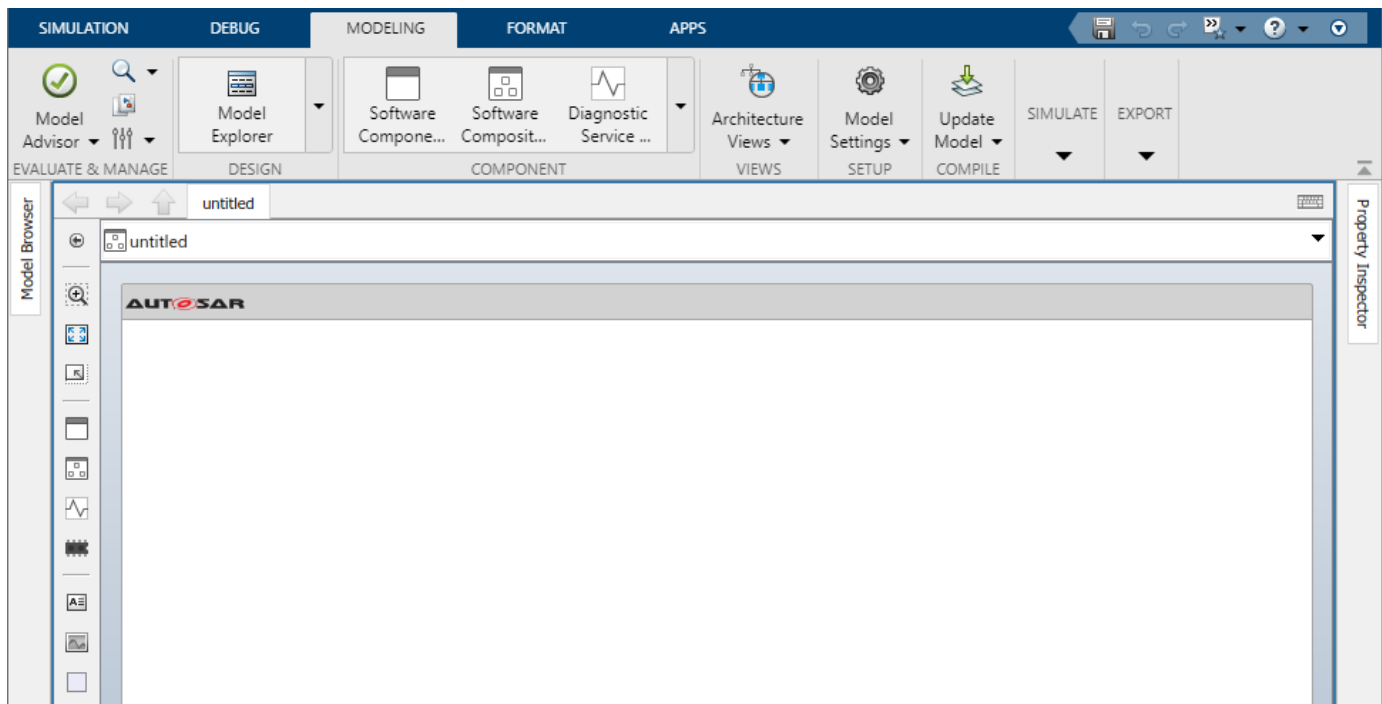 SIMULATION
DEBUG
MODELING
FORMAT
APPS
Model
Advisor
EVALUATE & MANAGE
Model
Explorer
DESIGN
Software
Compone...
Software
Composit...
Diagnostic
Service ...
COMPONENT
Architecture
Views
VIEWS
Model
Settings
SETUP
Update
Model
COMPILE
SIMULATE
EXPORT
Model Browser
untitled
untitled
AUTOSAR
Property Inspector